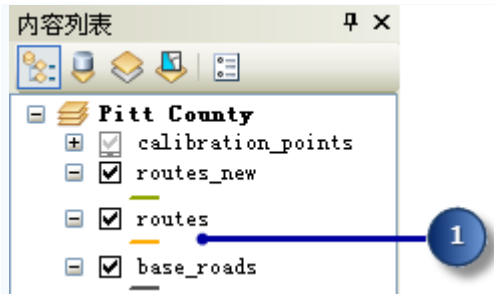 内容列表
Pitt County
calibration_points
routes_new
routes
1
base_roads